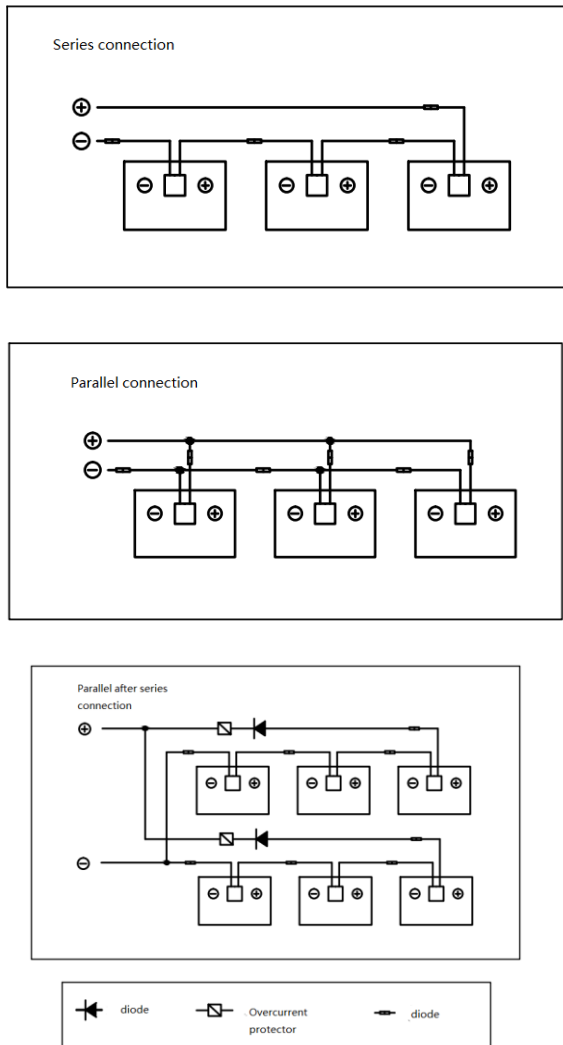 Series connection
⊕
⊖
⊖ ⊕ ⊖ ⊕ ⊖ ⊕
Parallel connection
⊕
⊖
⊖ ⊕ ⊖ ⊕ ⊖ ⊕
Parallel after series
connection
⊕
⊖ ⊕ ⊖ ⊕ ⊖ ⊕
⊖
⊖ ⊕ ⊖ ⊕ ⊖ ⊕
diode Overcurrent diode
protector